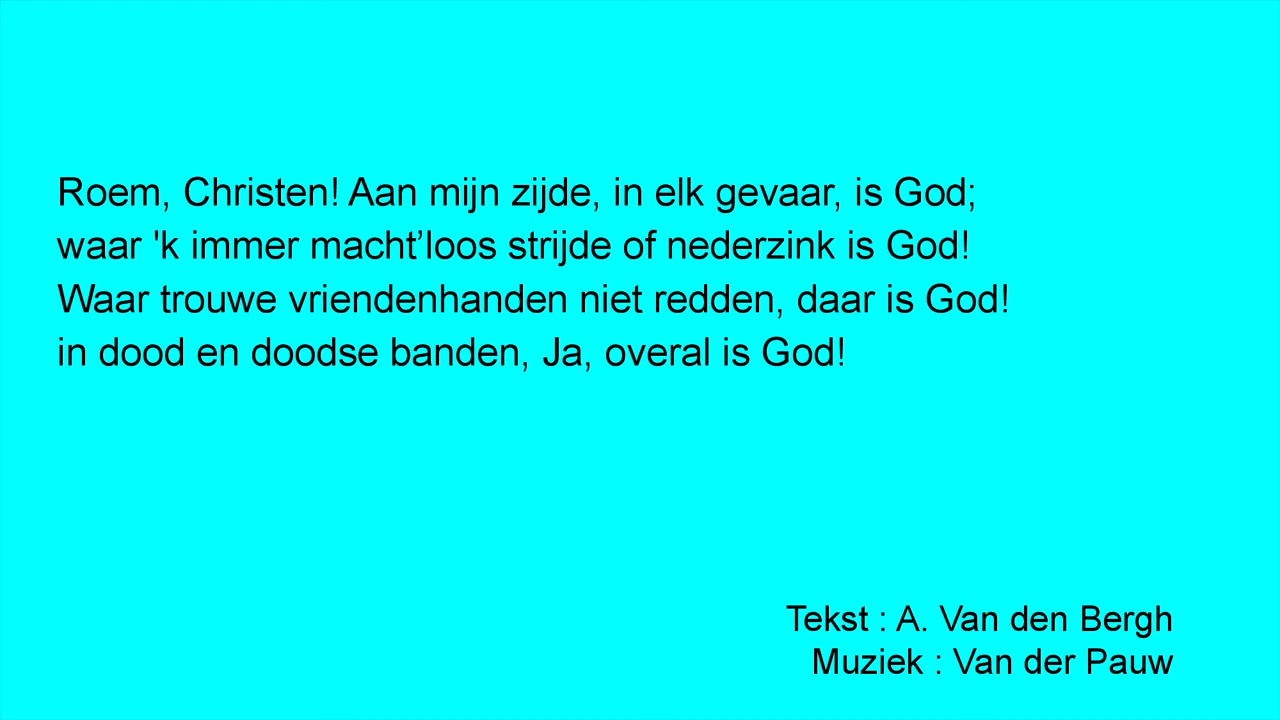 Roem, Christen! Aan mijn zijde, in elk gevaar, is God;
waar 'k immer macht’loos strijde of nederzink is God!
Waar trouwe vriendenhanden niet redden, daar is God!
in dood en doodse banden, Ja, overal is God!
Tekst : A. Van den Bergh
Muziek : Van der Pauw